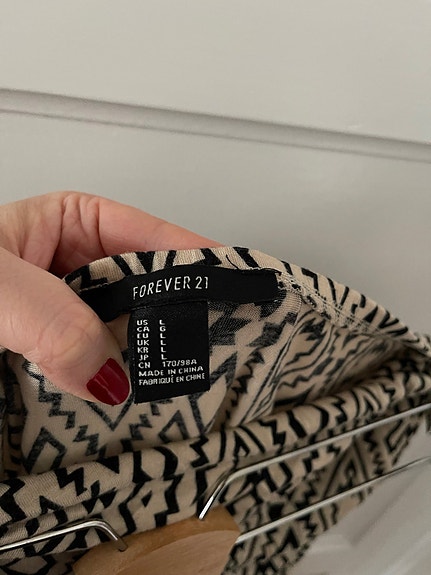 FOREVER 21
US L
CA G
EU L
UK L
KR L
JP L
CN 170/98A
MADE IN CHINA
FABRIQUÉ EN CHINE